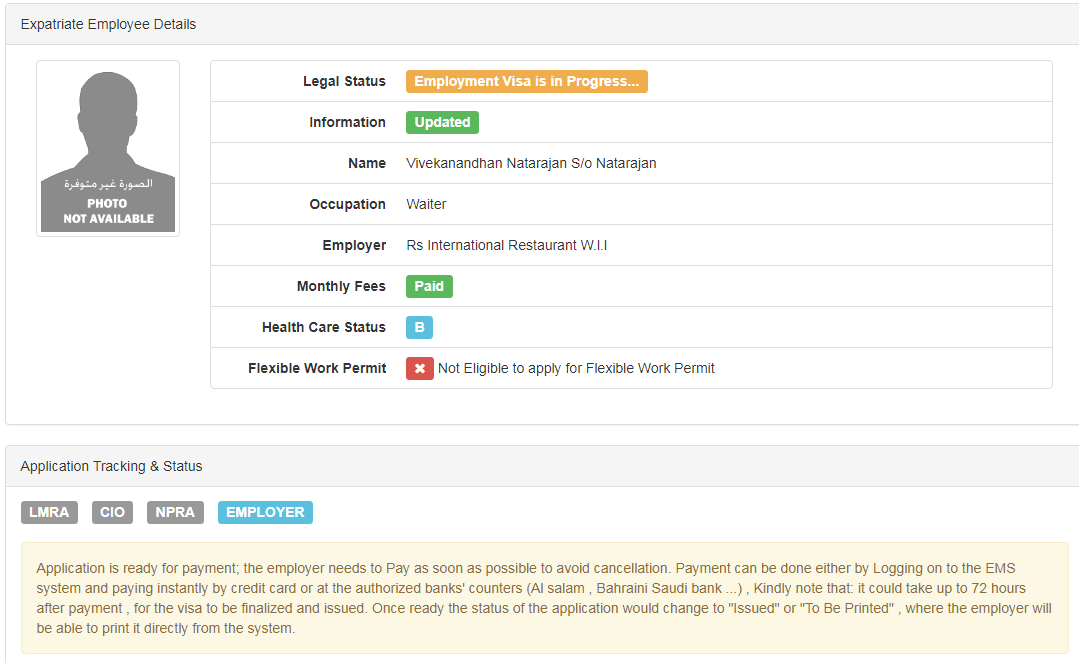 Expatriate Employee Details
الصورة غير متوفرة
PHOTO
NOT AVAILABLE
Legal Status Employment Visa is in Progress...
Information Updated
Name Vivekanandhan Natarajan S/o Natarajan
Occupation Waiter
Employer Rs International Restaurant W.l.l
Monthly Fees Paid
Health Care Status B
Flexible Work Permit ✖ Not Eligible to apply for Flexible Work Permit
Application Tracking & Status
LMRA CIO NPRA EMPLOYER
Application is ready for payment; the employer needs to Pay as soon as possible to avoid cancellation. Payment can be done either by Logging on to the EMS
system and paying instantly by credit card or at the authorized banks' counters (Al salam , Bahraini Saudi bank ...) , Kindly note that: it could take up to 72 hours
after payment , for the visa to be finalized and issued. Once ready the status of the application would change to "Issued" or "To Be Printed" , where the employer will
be able to print it directly from the system.